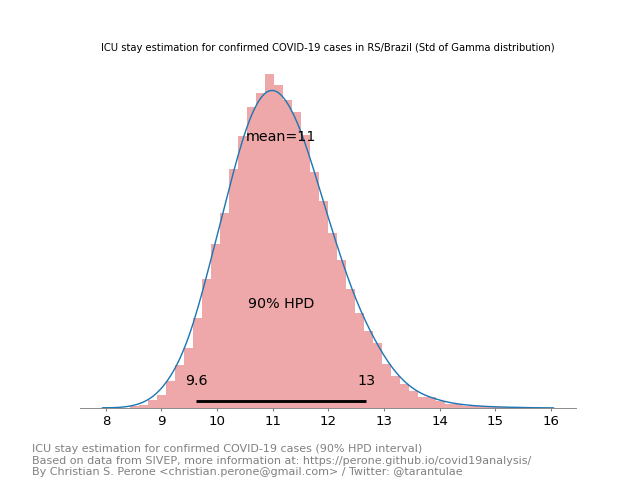 ICU stay estimation for confirmed COVID-19 cases in RS/Brazil (Std of Gamma distribution)
mean=11
90% HPD
9.6 13
8 9 10 11 12 13 14 15 16
ICU stay estimation for confirmed COVID-19 cases (90% HPD interval)
Based on data from SIVEP, more information at: https://perone.github.io/covid19analysis/
By Christian S. Perone <christian.perone@gmail.com> / Twitter: @tarantulae